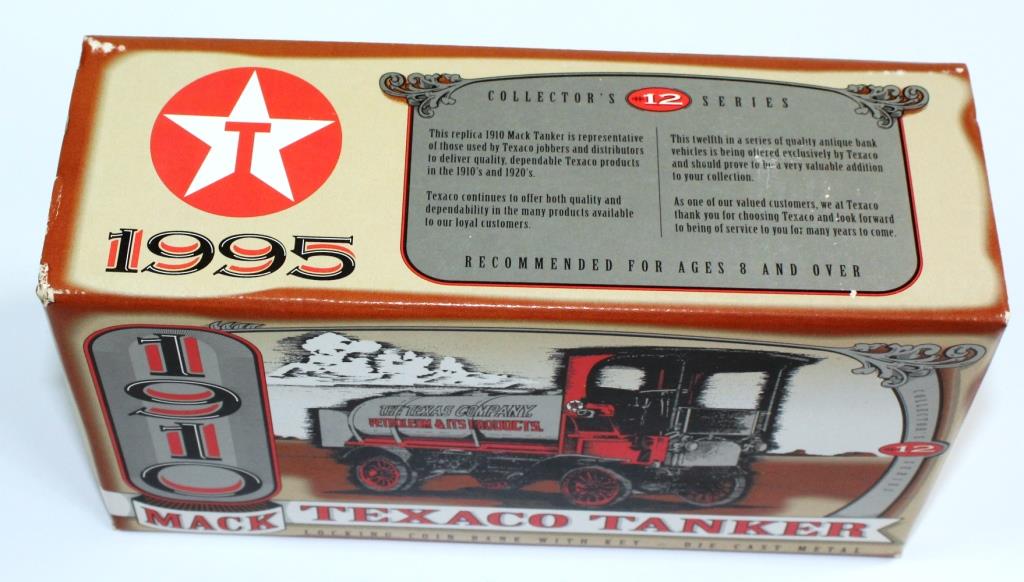 T
1995
COLLECTOR'S #12 SERIES
This replica 1910 Mack Tanker is representative
of those used by Texaco jobbers and distributors
to deliver quality, dependable Texaco products
in the 1910's and 1920's.
Texaco continues to offer both quality and
dependability in the many products available
to our loyal customers.
This twelfth in a series of quality antique bank
vehicles is being offered exclusively by Texaco
and should prove to be a very valuable addition
to your collection.
As one of our valued customers, we at Texaco
thank you for choosing Texaco and look forward
to being of service to you for many years to come.
RECOMMENDED FOR AGES 8 AND OVER
1910
THE TEXAS COMPANY
PETROLEUM & ITS PRODUCTS.
COLLECTOR'S #12 SERIES
MACK TEXACO TANKER
LOCKING COIN BANK WITH KEY – DIE CAST METAL